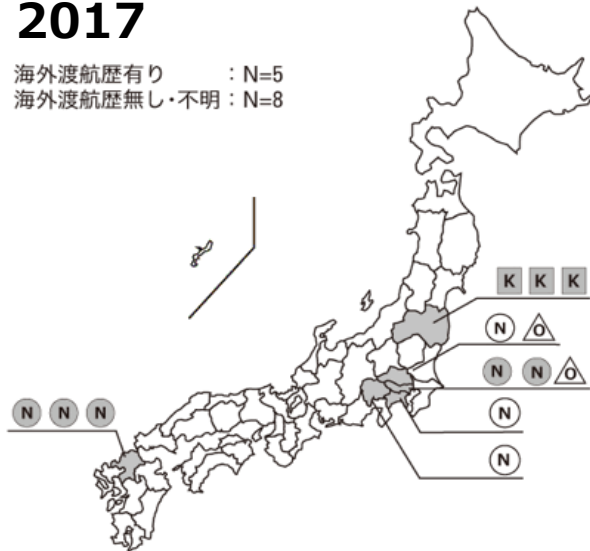 2017
海外渡航歴有り：N=5
海外渡航歴無し・不明：N=8
K K K
N O
N N O
N N N
N
N